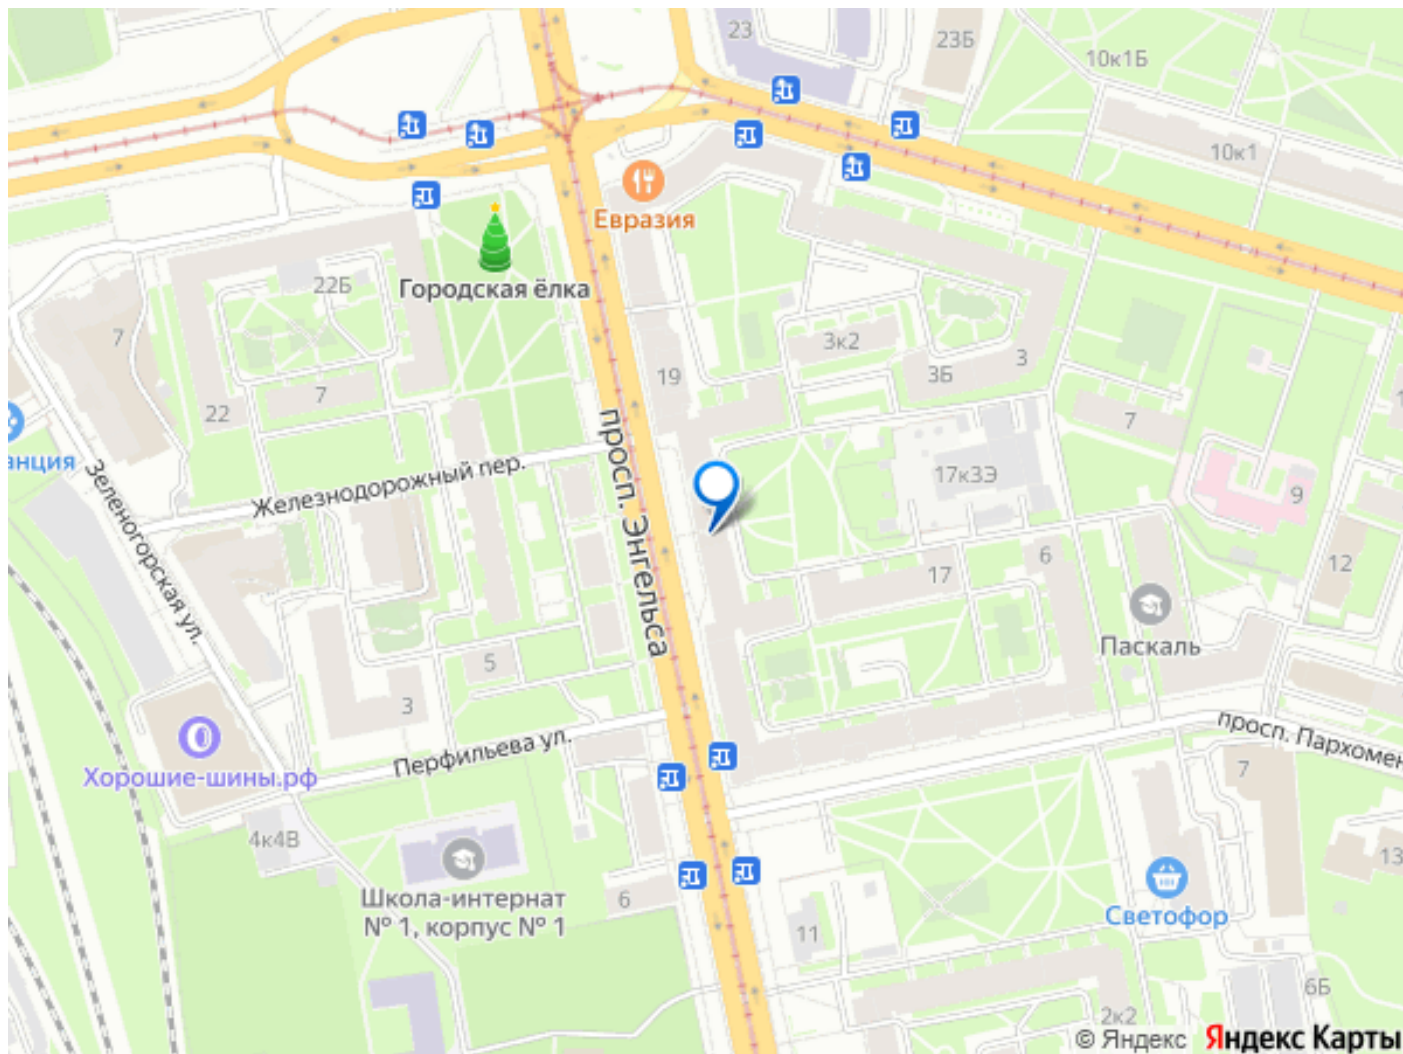 23
23Б
10к1Б
10к1
Евразия
22Б
Городская ёлка
7
3к2
3
3Б
19
7
22
7
анция
просп. Энгельса
Железнодорожный пер.
Зеленогорская ул.
17к3Э
9
12
17
6
Паскаль
5
3
Перфильева ул.
просп. Пархомен
Хорошие-шины.рф
7
4к4В
13
Школа-интернат
№ 1, корпус № 1
6
11
Светофор
6Б
2к2
© Яндекс Яндекс Карты